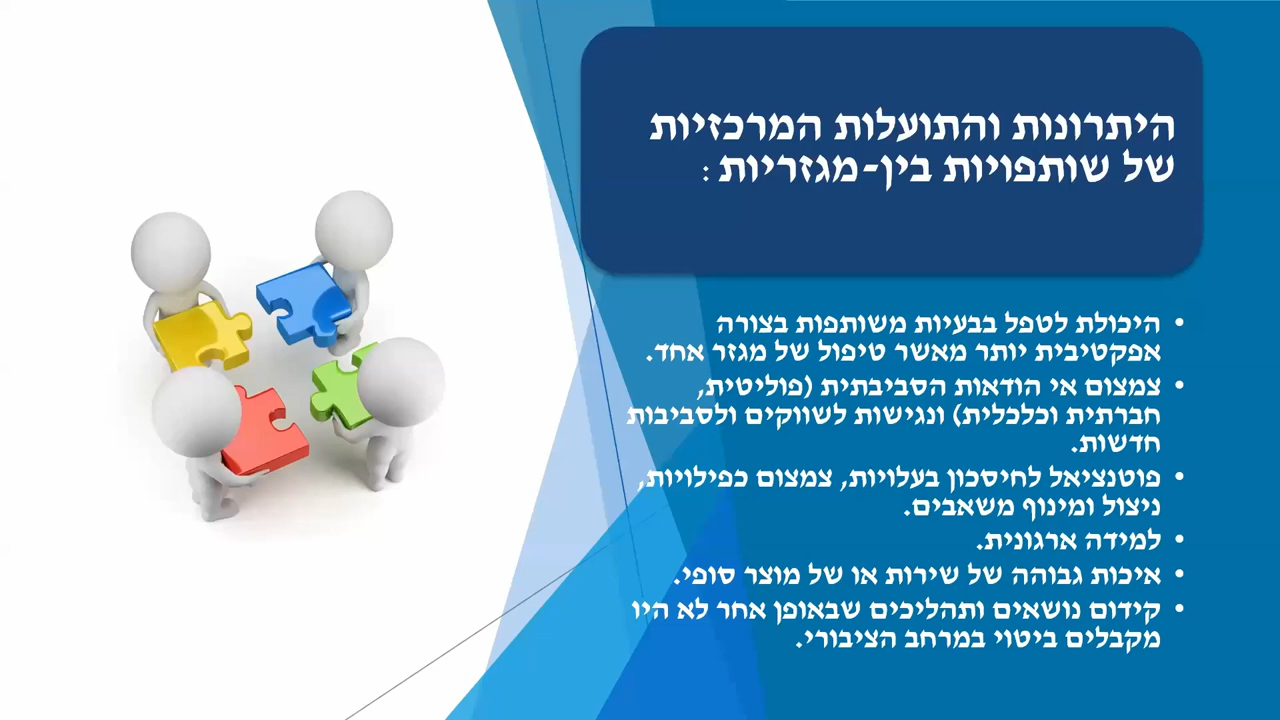 היתרונות והתועלות המרכזיות
של שותפויות בין-מגזריות :
• היכולת לטפל בבעיות משותפות בצורה
אפקטיבית יותר מאשר טיפול של מגזר אחד.
• צמצום אי הודאות הסביבתית (פוליטית,
חברתית וכלכלית) ונגישות לשווקים ולסביבות
חדשות.
• פוטנציאל לחיסכון בעלויות, צמצום כפילויות,
ניצול ומינוף משאבים.
• למידה ארגונית.
• איכות גבוהה של שירות או של מוצר סופי.
• קידום נושאים ותהליכים שבאופן אחר לא היו
מקבלים ביטוי במרחב הציבורי.